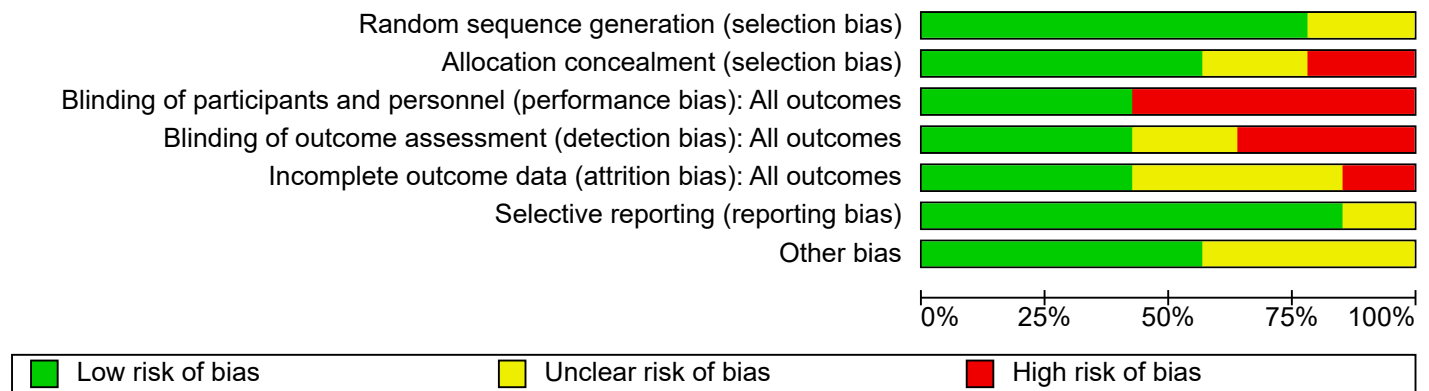 Random sequence generation (selection bias)
Allocation concealment (selection bias)
Blinding of participants and personnel (performance bias): All outcomes
Blinding of outcome assessment (detection bias): All outcomes
Incomplete outcome data (attrition bias): All outcomes
Selective reporting (reporting bias)
Other bias
0% 25% 50% 75% 100%
Low risk of bias Unclear risk of bias High risk of bias